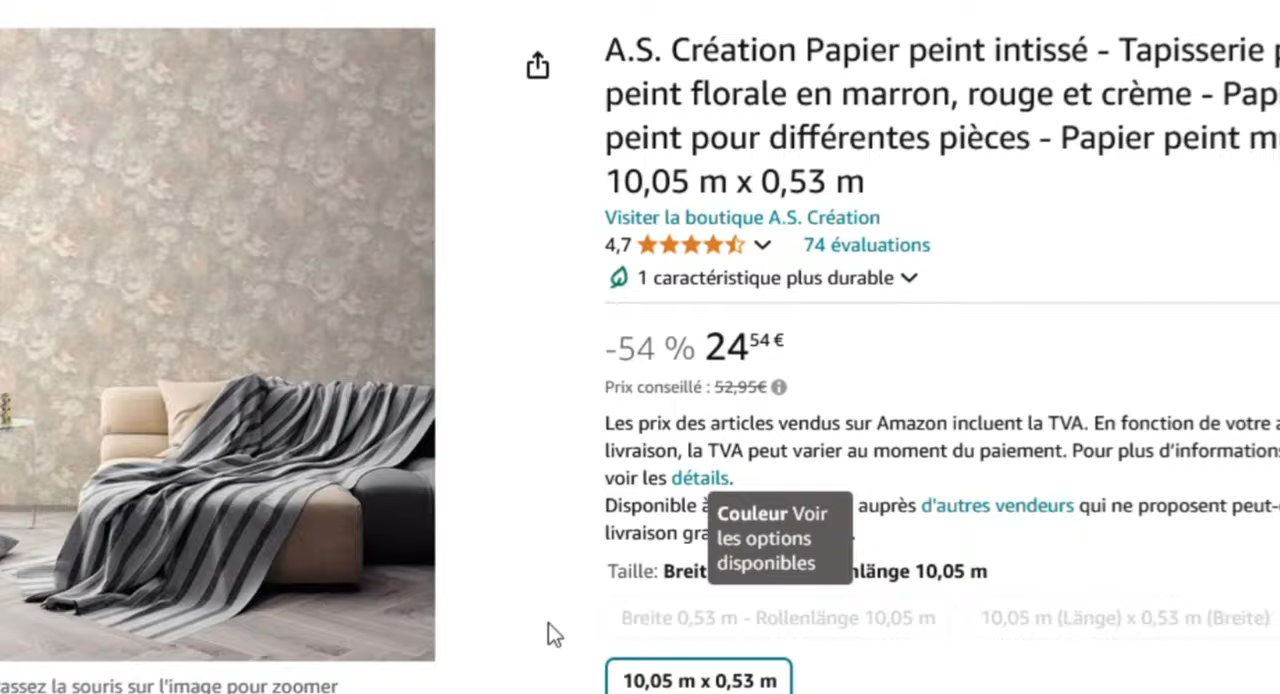 A.S. Création Papier peint intissé - Tapisserie
peint florale en marron, rouge et crème - Pap
peint pour différentes pièces - Papier peint m
10,05 m x 0,53 m
Visiter la boutique A.S. Création
4,7 74 évaluations
1 caractéristique plus durable
-54 % 24 54 €
Prix conseillé : 52,95€
Les prix des articles vendus sur Amazon incluent la TVA. En fonction de votre a
livraison, la TVA peut varier au moment du paiement. Pour plus d'informations
voir les détails.
Disponible à auprès d'autres vendeurs qui ne proposent peut-
livraison gra
Couleur Voir
les options
disponibles
Taille: Breit nlänge 10,05 m
Breite 0,53 m - Rollenlänge 10,05 m 10,05 m (Länge) x 0,53 m (Breite)
10,05 m x 0,53 m
assez la souris sur l'image pour zoomer